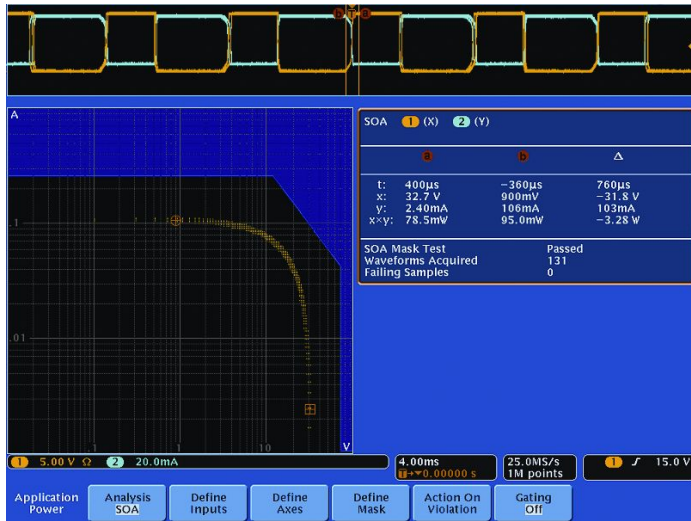 b T a
A
SOA 1 (X) 2 (Y)
a b Δ
t: 400µs −360µs 760µs
x: 32.7 V 900mV −31.8 V
y: 2.40mA 106mA 103mA
x×y: 78.5mW 95.0mW −3.28 W
SOA Mask Test Passed
Waveforms Acquired 131
Failing Samples 0
.1
.01
.1 1 10 V
1 5.00 V Ω 2 20.0mA 4.00ms 25.0MS/s 1 ∫ 15.0 V
T→▼0.00000 s 1M points
Application Analysis Define Define Define Action On Gating
Power SOA Inputs Axes Mask Violation Off